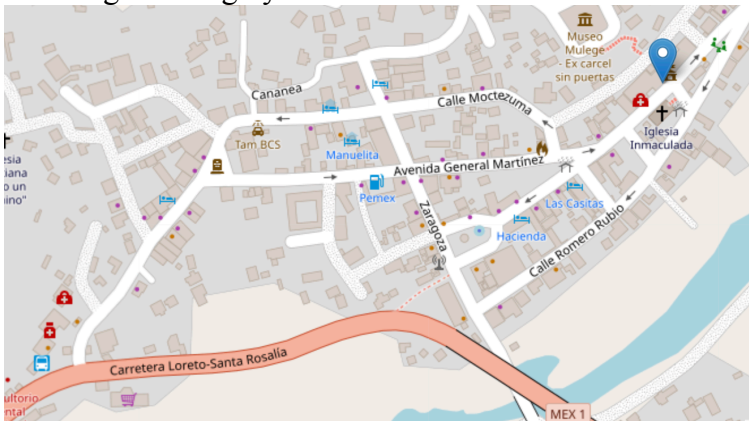 Museo
Mulege
- Ex carcel
sin puertas
Cananea
Calle Moctezuma
Tam BCS
Iglesia
Inmaculada
Manuelita
Avenida General Martínez
Pemex
Las Casitas
Zaragoza
Hacienda
Calle Romero Rubio
Carretera Loreto-Santa Rosalía
MEX 1